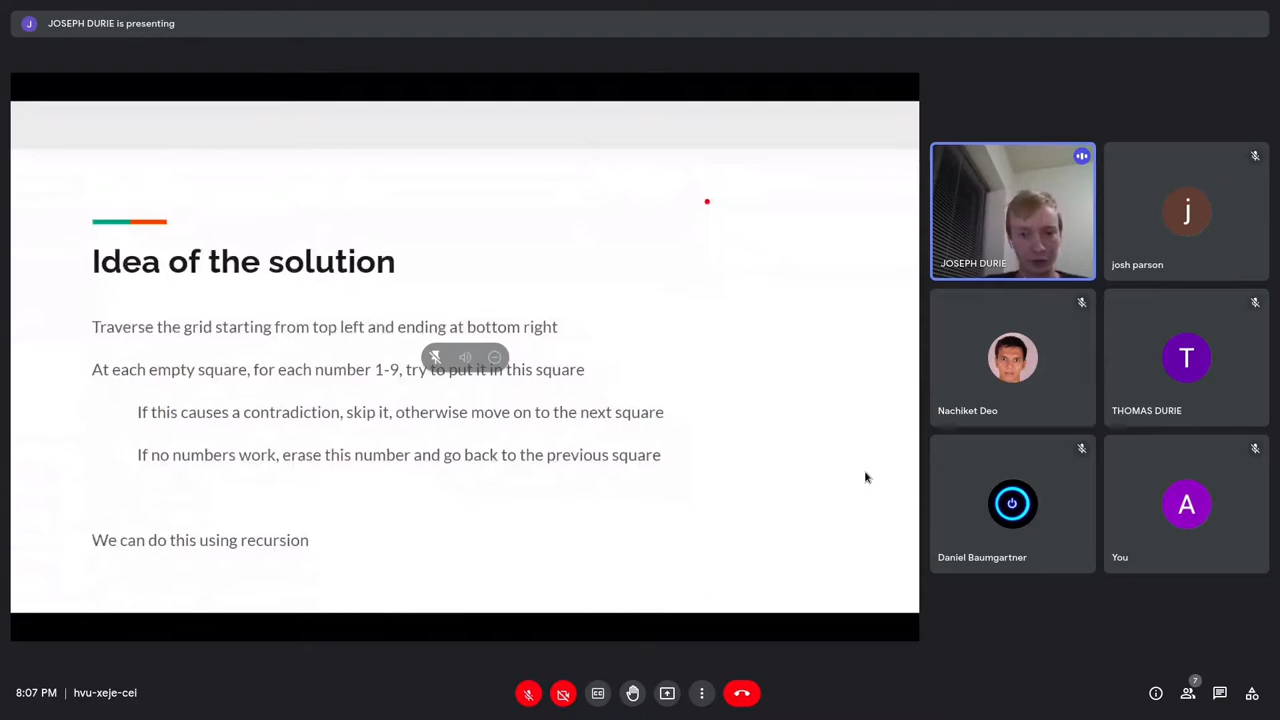 J
JOSEPH DURIE is presenting
Idea of the solution
Traverse the grid starting from top left and ending at bottom right
At each empty square, for each number 1-9, try to put it in this square
If this causes a contradiction, skip it, otherwise move on to the next square
If no numbers work, erase this number and go back to the previous square
We can do this using recursion
JOSEPH DURIE
j
josh parson
Nachiket Deo
T
THOMAS DURIE
Daniel Baumgartner
A
You
8:07 PM | hvu-xeje-cei
CC
7